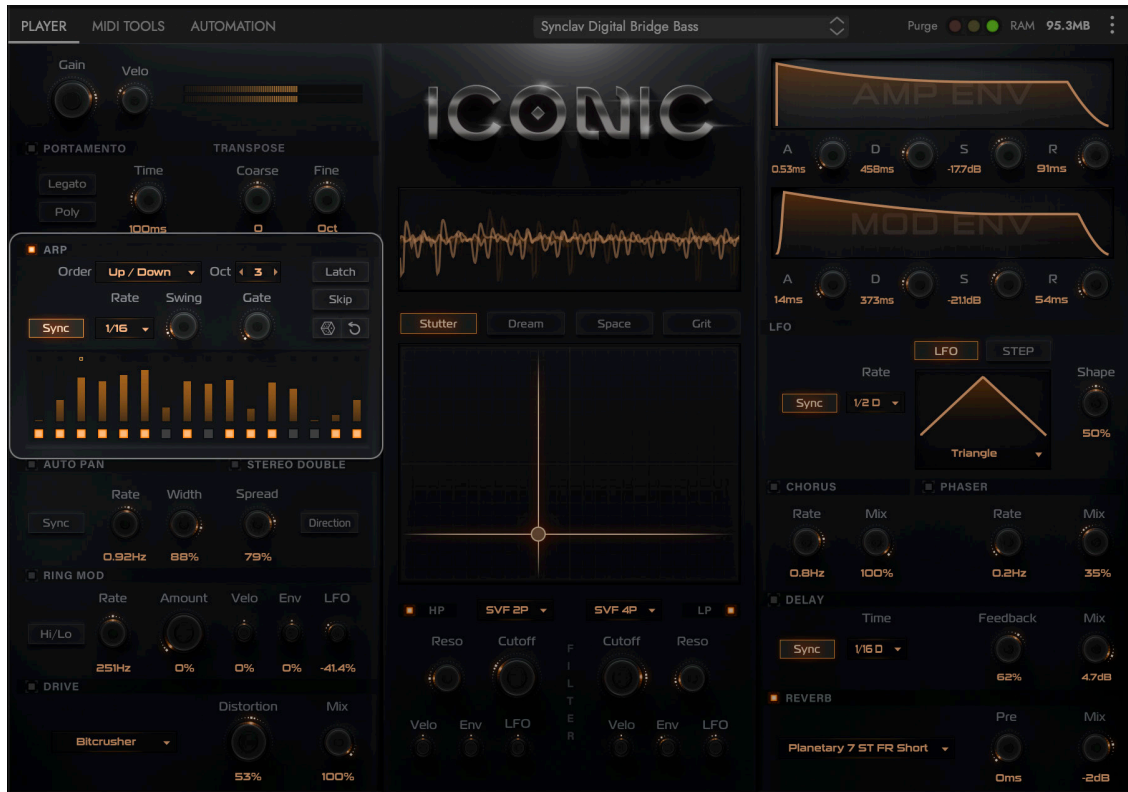 PLAYER MIDI TOOLS AUTOMATION Synclav Digital Bridge Bass Purge RAM 95.3MB
Gain Velo
ICONIC
PORTAMENTO TRANSPOSE
Time Coarse Fine
Legato
Poly
100ms 0 0ct
ARP
Order Up / Down Oct 3 Latch
Rate Swing Gate Skip
Sync 1/16
AUTO PAN STEREO DOUBLE
Rate Width Spread
Sync Direction
0.92Hz 88% 79%
RING MOD
Rate Amount Velo Env LFO
Hi/Lo
251Hz 0% 0% 0% -41.4%
DRIVE
Distortion Mix
Bitcrusher
53% 100%
Stutter Dream Space Grit
HP SVF 2P SVF 4P LP
Reso Cutoff Cutoff Reso
FILTER
Velo Env LFO Velo Env LFO
AMP ENV
A D S R
0.53ms 458ms -17.7dB 91ms
MOD ENV
A D S R
14ms 373ms -21.1dB 54ms
LFO
LFO STEP
Rate Shape
Sync 1/2 D
50%
Triangle
CHORUS PHASER
Rate Mix Rate Mix
0.8Hz 100% 0.2Hz 35%
DELAY
Time Feedback Mix
Sync 1/16 D
62% 4.7dB
REVERB
Pre Mix
Planetary 7 ST FR Short
0ms -2dB